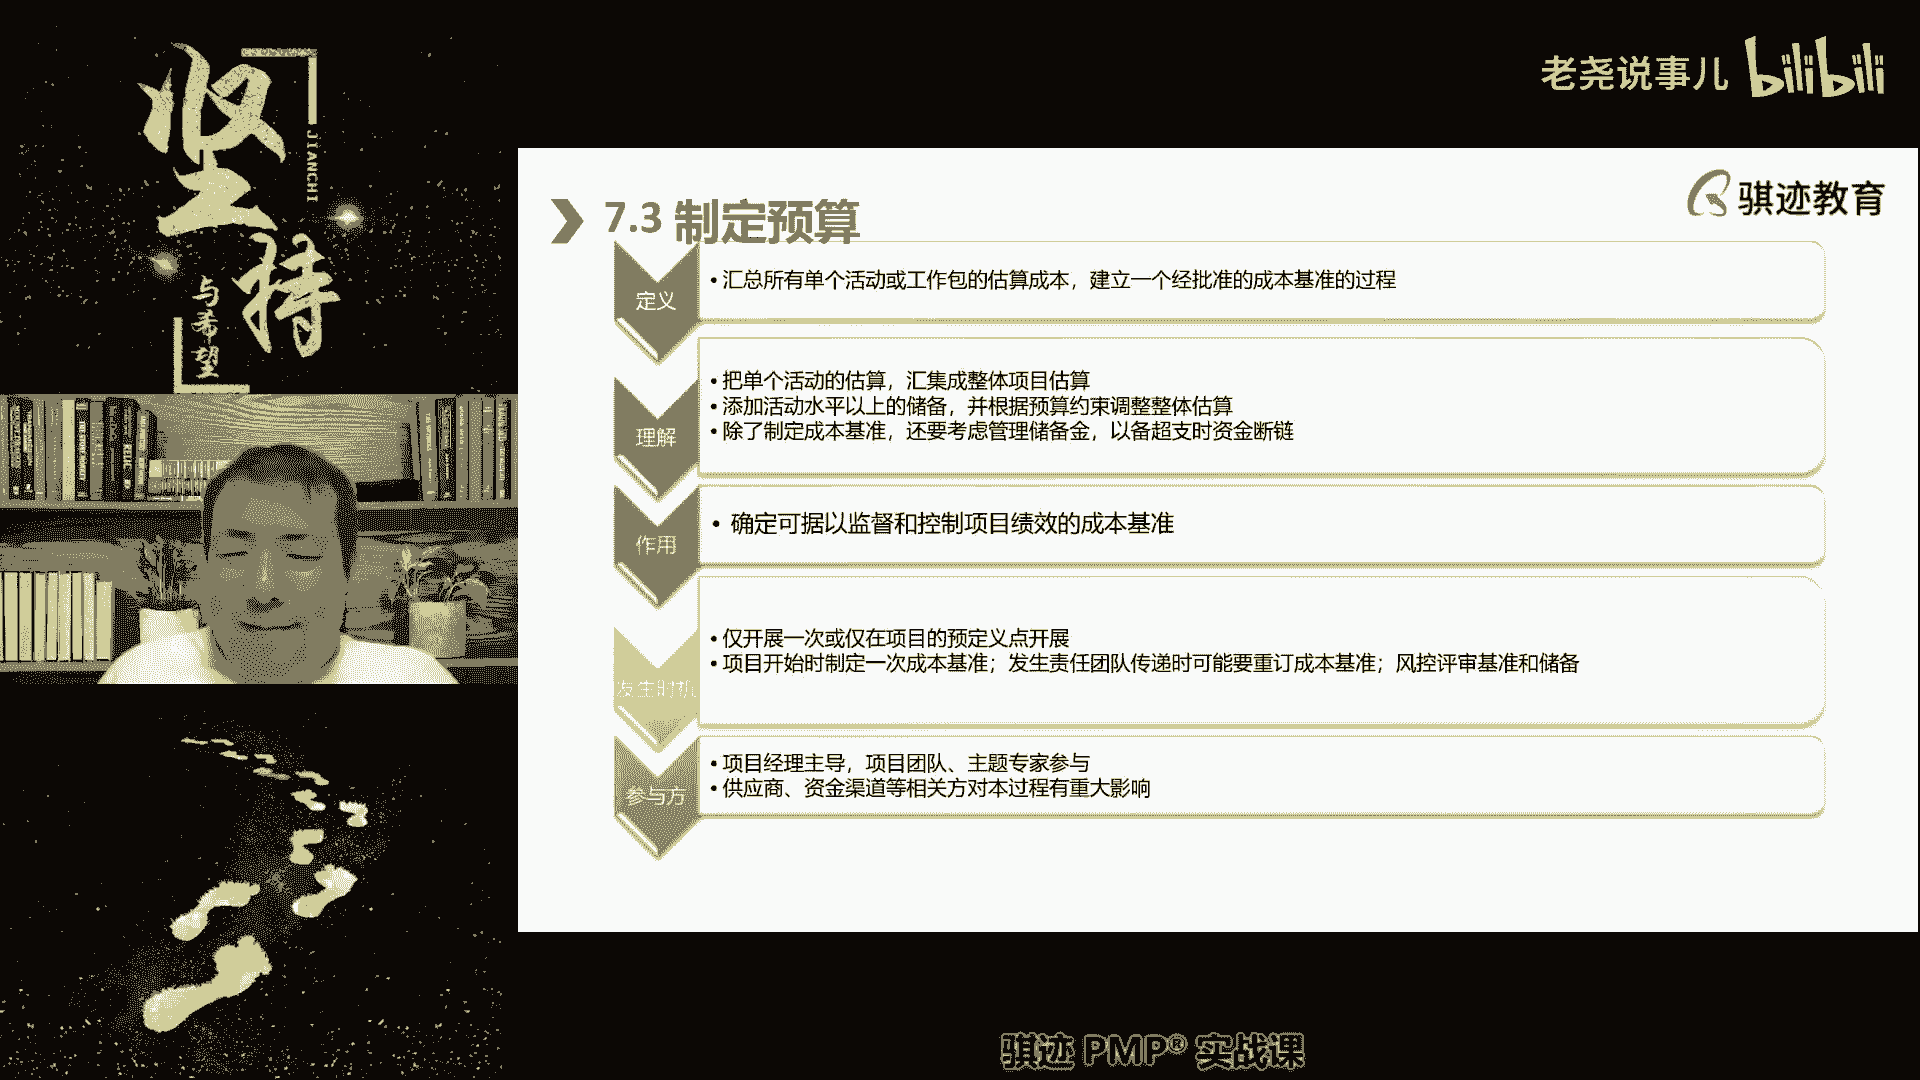 坚持
JIANCHI
与希望
老尧说事儿 bilibili
骐迹教育
7.3 制定预算
定义
•汇总所有单个活动或工作包的估算成本，建立一个经批准的成本基准的过程
理解
•把单个活动的估算，汇集成整体项目估算
•添加活动水平以上的储备，并根据预算约束调整整体估算
•除了制定成本基准，还要考虑管理储备金，以备超支时资金断链
作用
• 确定可据以监督和控制项目绩效的成本基准
发生时机
•仅开展一次或仅在项目的预定义点开展
•项目开始时制定一次成本基准；发生责任团队传递时可能要重订成本基准；风控评审基准和储备
参与方
•项目经理主导，项目团队、主题专家参与
•供应商、资金渠道等相关方对本过程有重大影响
骐迹 PMP® 实战课